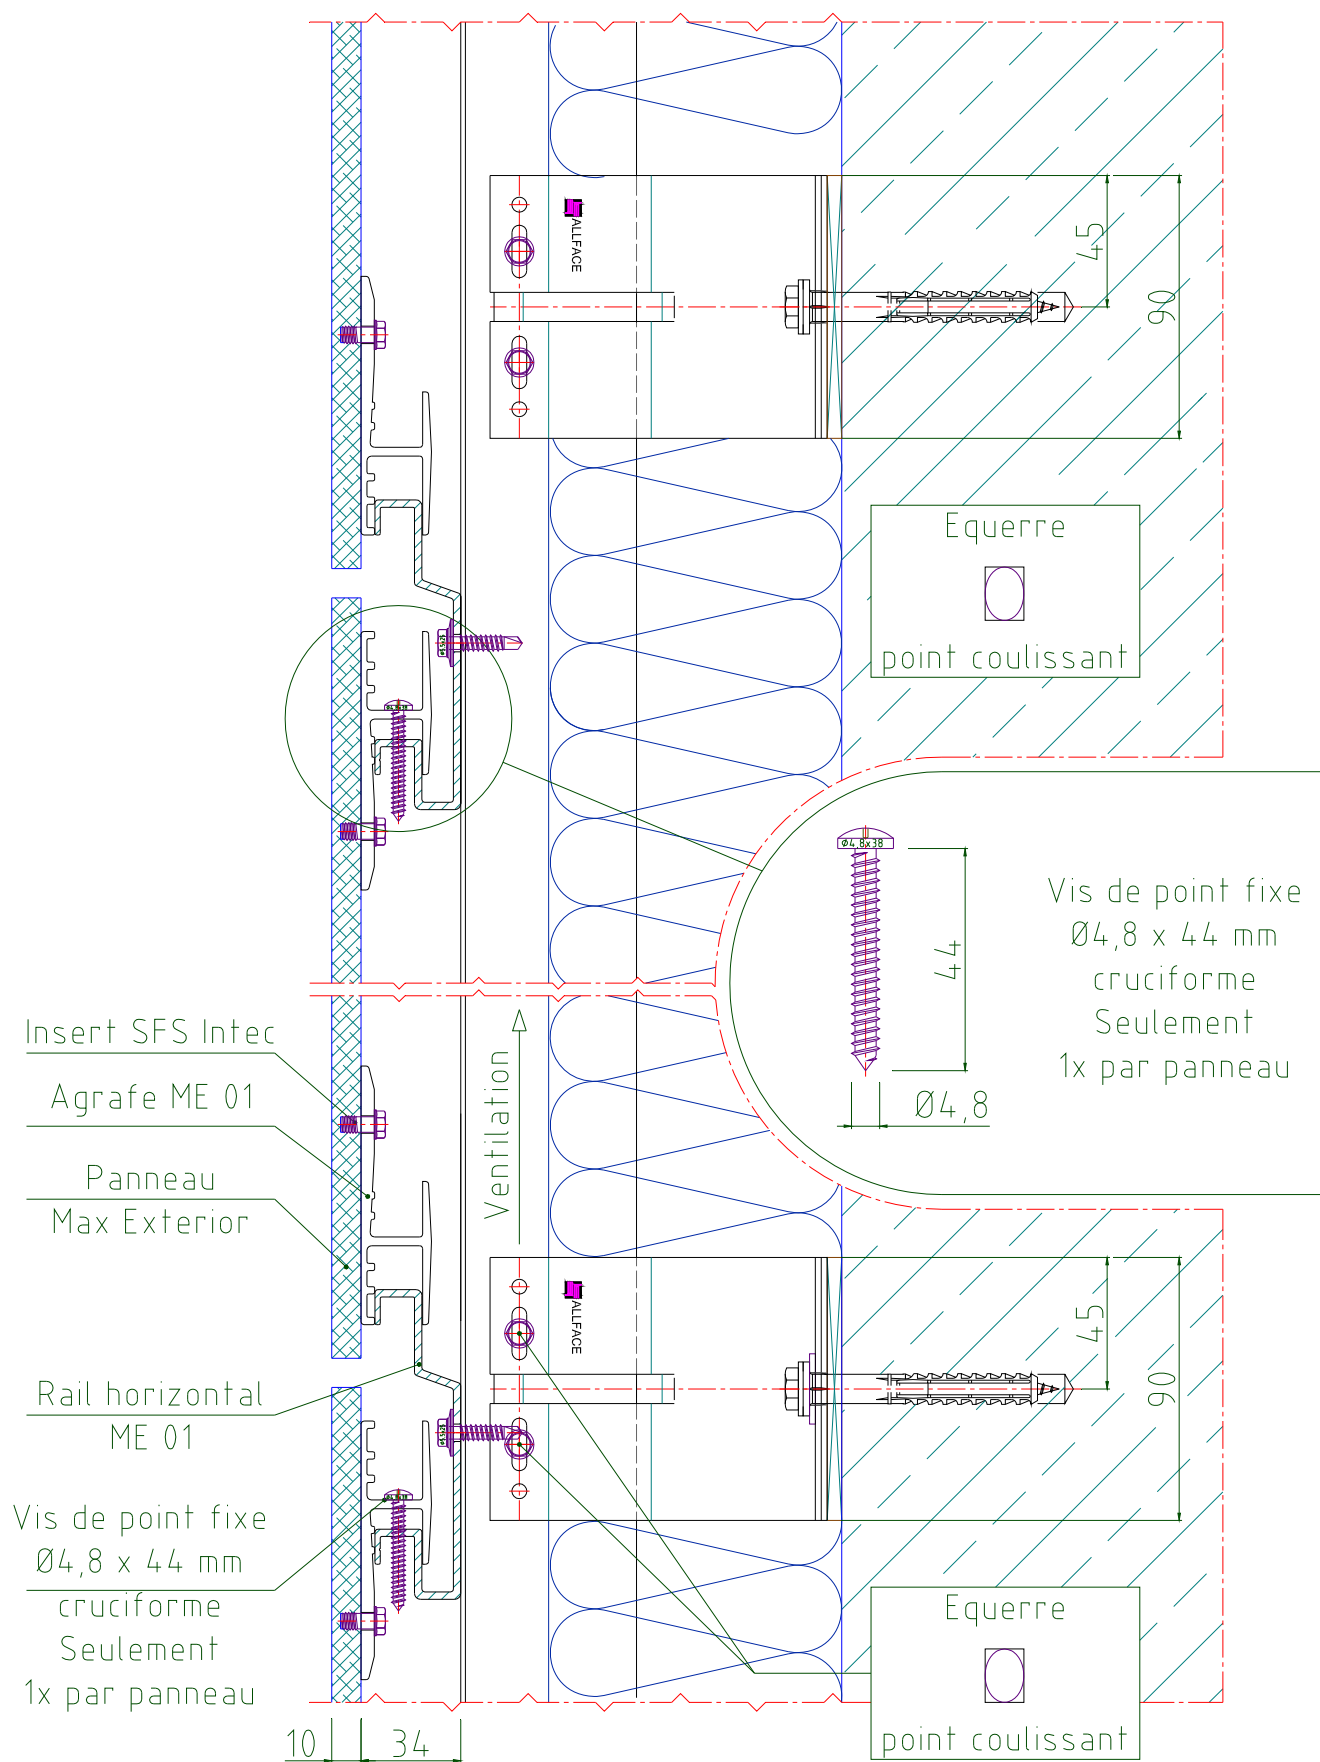 ALLFACE
45
90
Equerre
point coulissant
Ø4,8x38
44
Ø4,8
Vis de point fixe
Ø4,8 x 44 mm
cruciforme
Seulement
1x par panneau
Insert SFS Intec
Agrafe ME 01
Panneau
Max Exterior
Ventilation
ALLFACE
45
90
Rail horizontal
ME 01
Vis de point fixe
Ø4,8 x 44 mm
cruciforme
Seulement
1x par panneau
Equerre
point coulissant
10
34